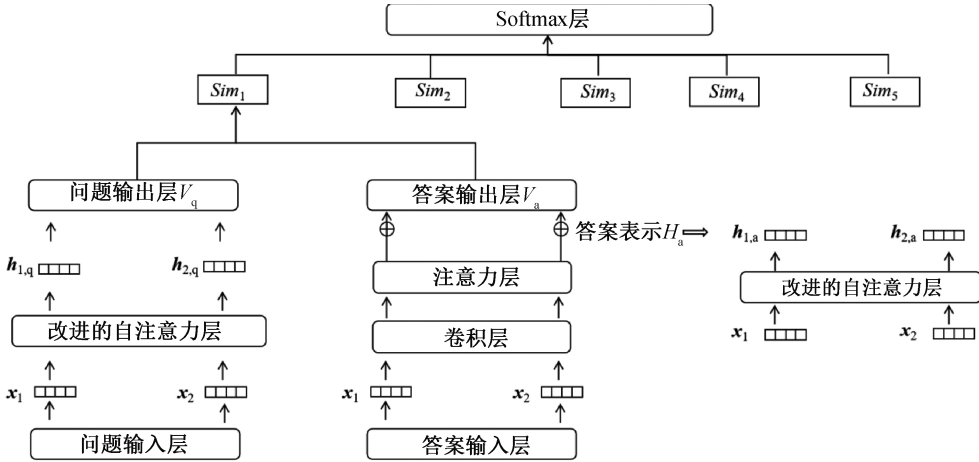 Softmax层
Sim₁ Sim₂ Sim₃ Sim₄ Sim₅
问题输出层V_q
答案输出层V_a
答案表示H_a⟹
h₁,q h₂,q
h₁,a h₂,a
注意力层
改进的自注意力层
卷积层
改进的自注意力层
x₁ x₂
x₁ x₂
x₁ x₂
问题输入层
答案输入层